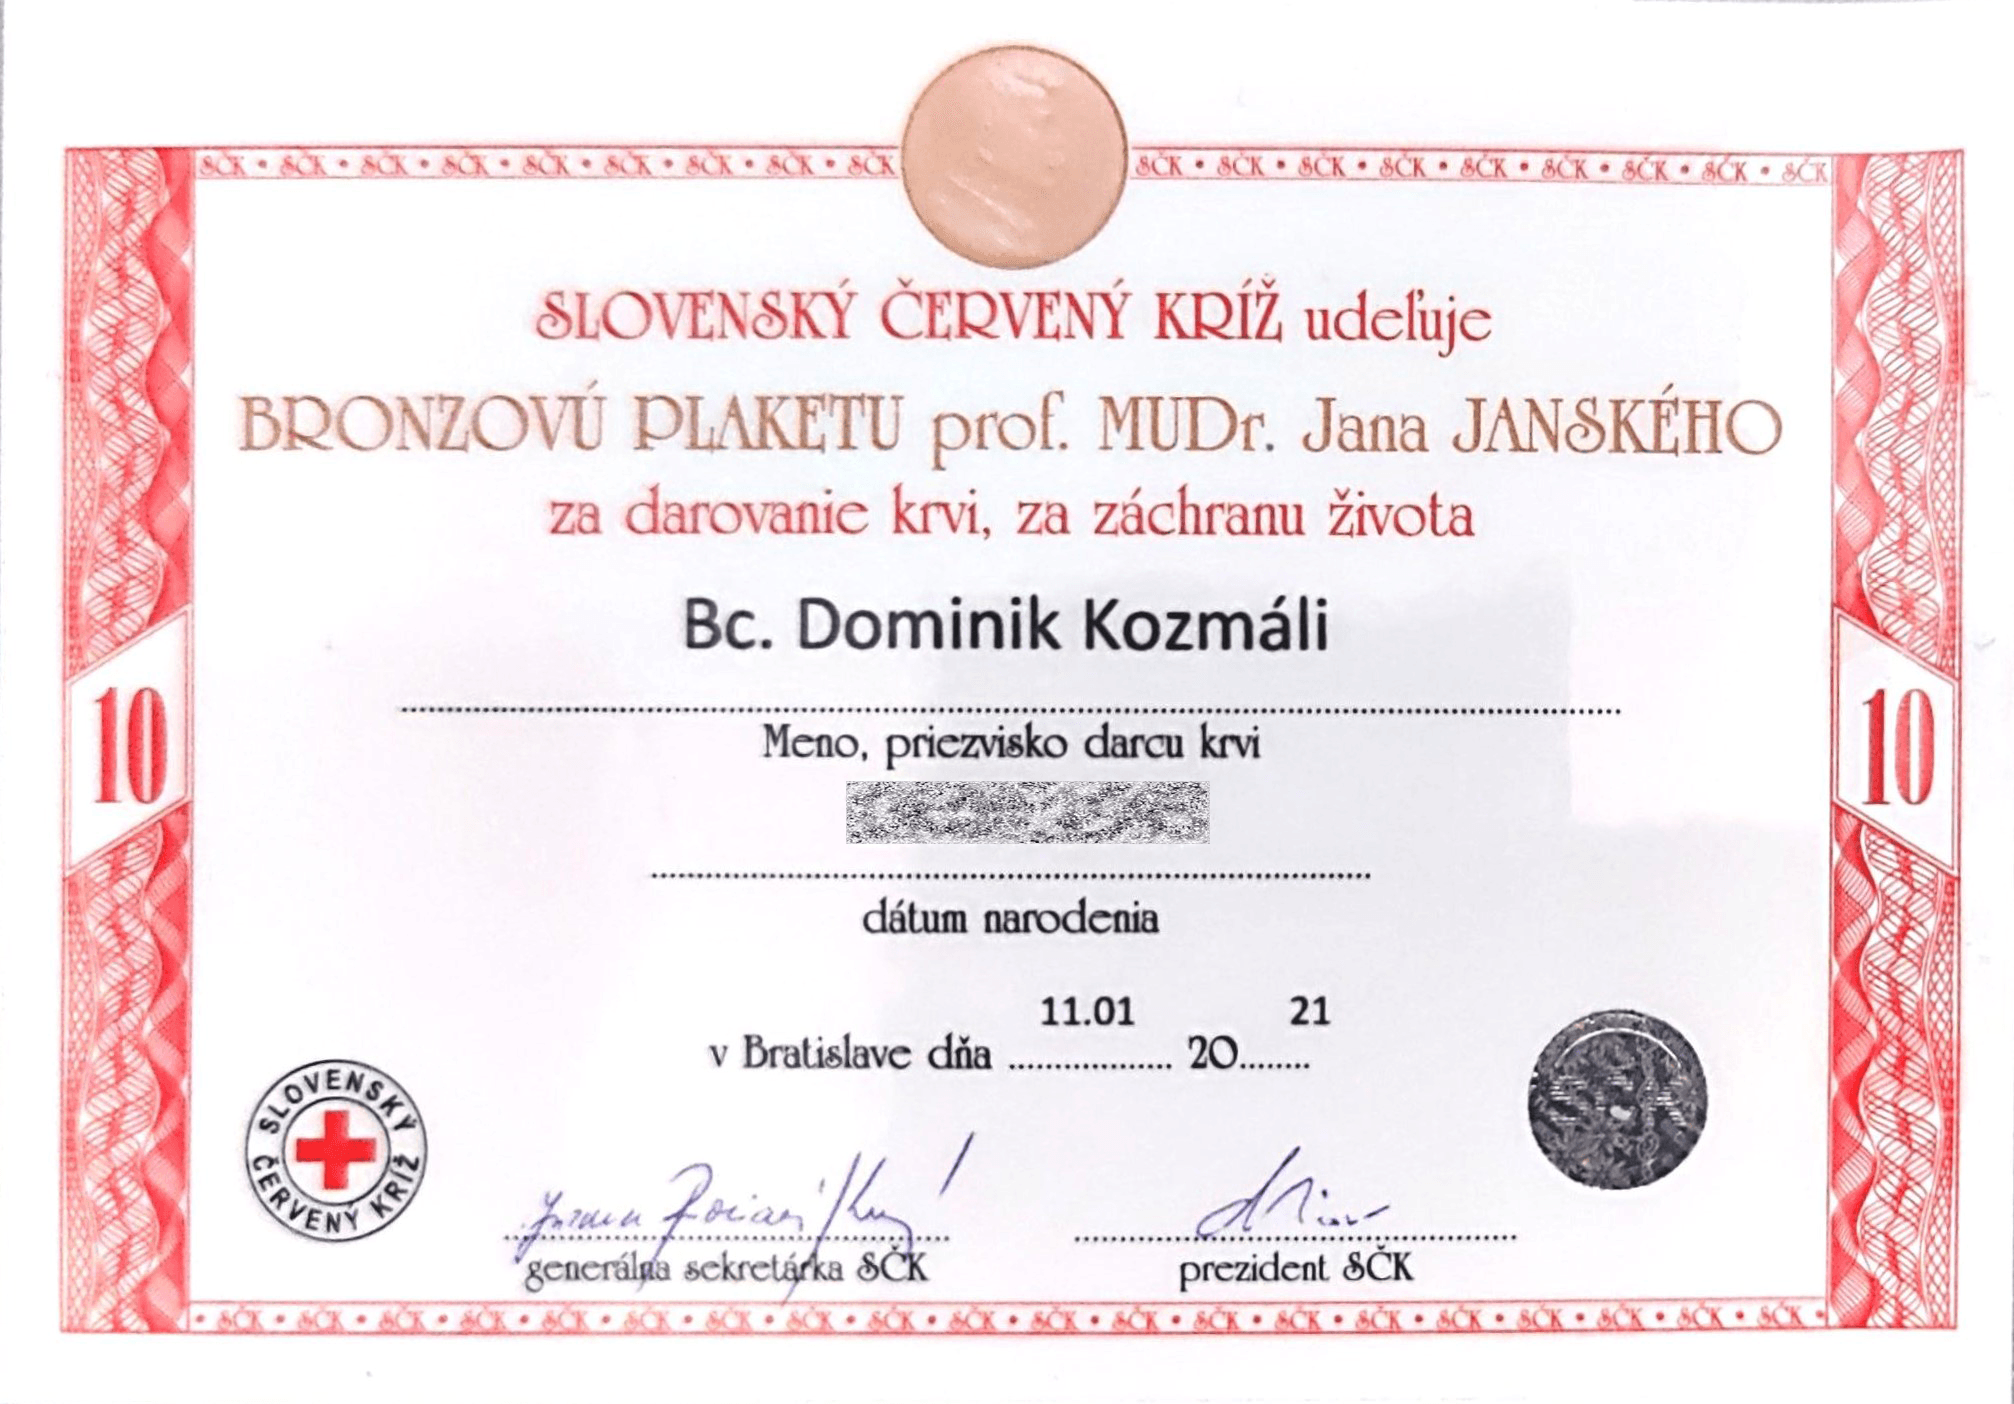 SČK • SČK • SČK • SČK • SČK • SČK • SČK • SČK • SČK SČK • SČK • SČK • SČK • SČK • SČK • SČK • SČK • SČK
SLOVENSKÝ ČERVENÝ KRÍŽ udeľuje
BRONZOVÚ PLAKETU prof. MUDr. Jana JANSKÉHO
za darovanie krvi, za záchranu života
Bc. Dominik Kozmáli
10 10
Meno, priezvisko darcu krvi
dátum narodenia
11.01 21
v Bratislave dňa .................. 20........
SLOVENSKÝ ČERVENÝ KRÍŽ
generálna sekretárka SČK prezident SČK
• SČK • SČK • SČK • SČK • SČK • SČK • SČK • SČK • SČK • SČK • SČK • SČK • SČK • SČK • SČK • SČK • SČK • SČK • SČK • SČK •